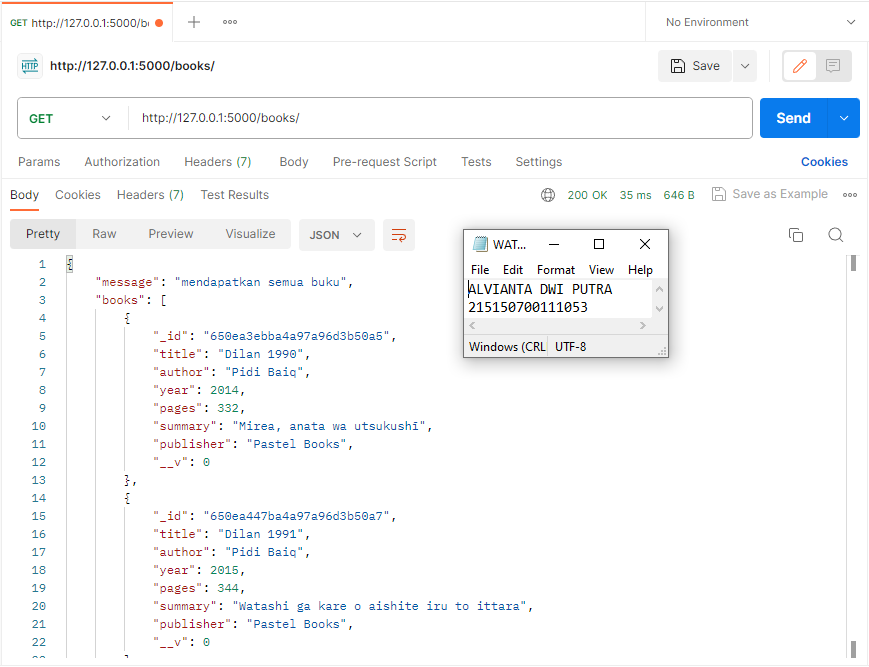 GET http://127.0.0.1:5000/b
No Environment
HTTP http://127.0.0.1:5000/books/
Save
GET http://127.0.0.1:5000/books/
Send
Params Authorization Headers (7) Body Pre-request Script Tests Settings Cookies
Body Cookies Headers (7) Test Results 200 OK 35 ms 646 B Save as Example
Pretty Raw Preview Visualize JSON
WAT...
File Edit Format View Help
ALVIANTA DWI PUTRA
215150700111053
Windows (CRL UTF-8
1 {
2 "message": "mendapatkan semua buku",
3 "books": [
4 {
5 "_id": "650ea3ebba4a97a96d3b50a5",
6 "title": "Dilan 1990",
7 "author": "Pidi Baiq",
8 "year": 2014,
9 "pages": 332,
10 "summary": "Mirea, anata wa utsukushī",
11 "publisher": "Pastel Books",
12 "__v": 0
13 },
14 {
15 "_id": "650ea447ba4a97a96d3b50a7",
16 "title": "Dilan 1991",
17 "author": "Pidi Baiq",
18 "year": 2015,
19 "pages": 344,
20 "summary": "Watashi ga kare o aishite iru to ittara",
21 "publisher": "Pastel Books",
22 "__v": 0